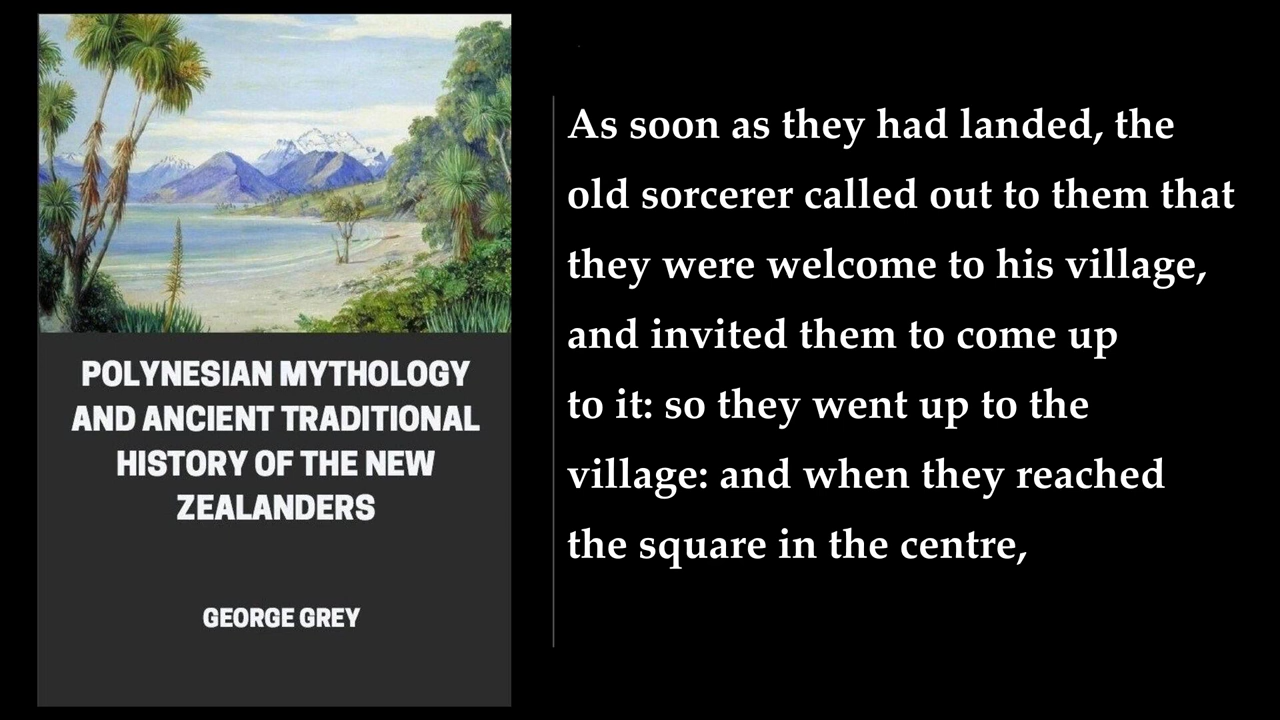 POLYNESIAN MYTHOLOGY
AND ANCIENT TRADITIONAL
HISTORY OF THE NEW
ZEALANDERS
GEORGE GREY
As soon as they had landed, the
old sorcerer called out to them that
they were welcome to his village,
and invited them to come up
to it: so they went up to the
village: and when they reached
the square in the centre,